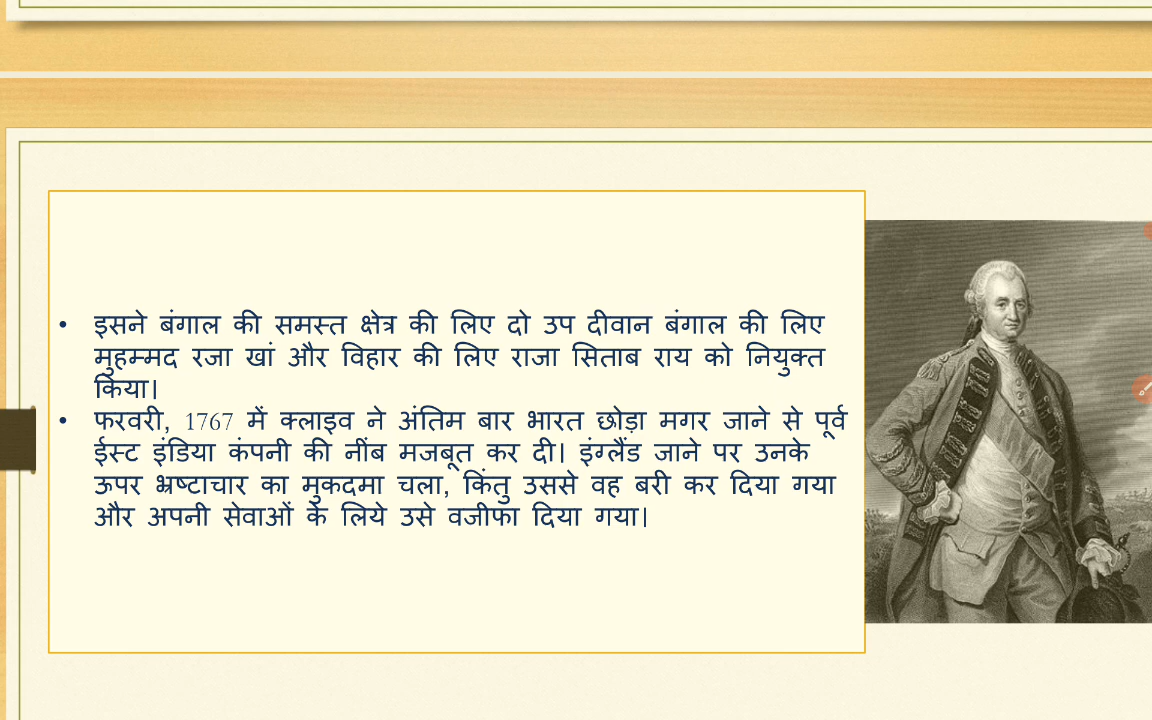 • इसने बंगाल की समस्त क्षेत्र की लिए दो उप दीवान बंगाल की लिए
मुहम्मद रजा खां और विहार की लिए राजा सिताब राय को नियुक्त
किया।
• फरवरी, 1767 में क्लाइव ने अंतिम बार भारत छोड़ा मगर जाने से पूर्व
ईस्ट इंडिया कंपनी की नींब मजबूत कर दी। इंग्लैंड जाने पर उनके
ऊपर भ्रष्टाचार का मुकदमा चला, किंतु उससे वह बरी कर दिया गया
और अपनी सेवाओं के लिये उसे वजीफा दिया गया।